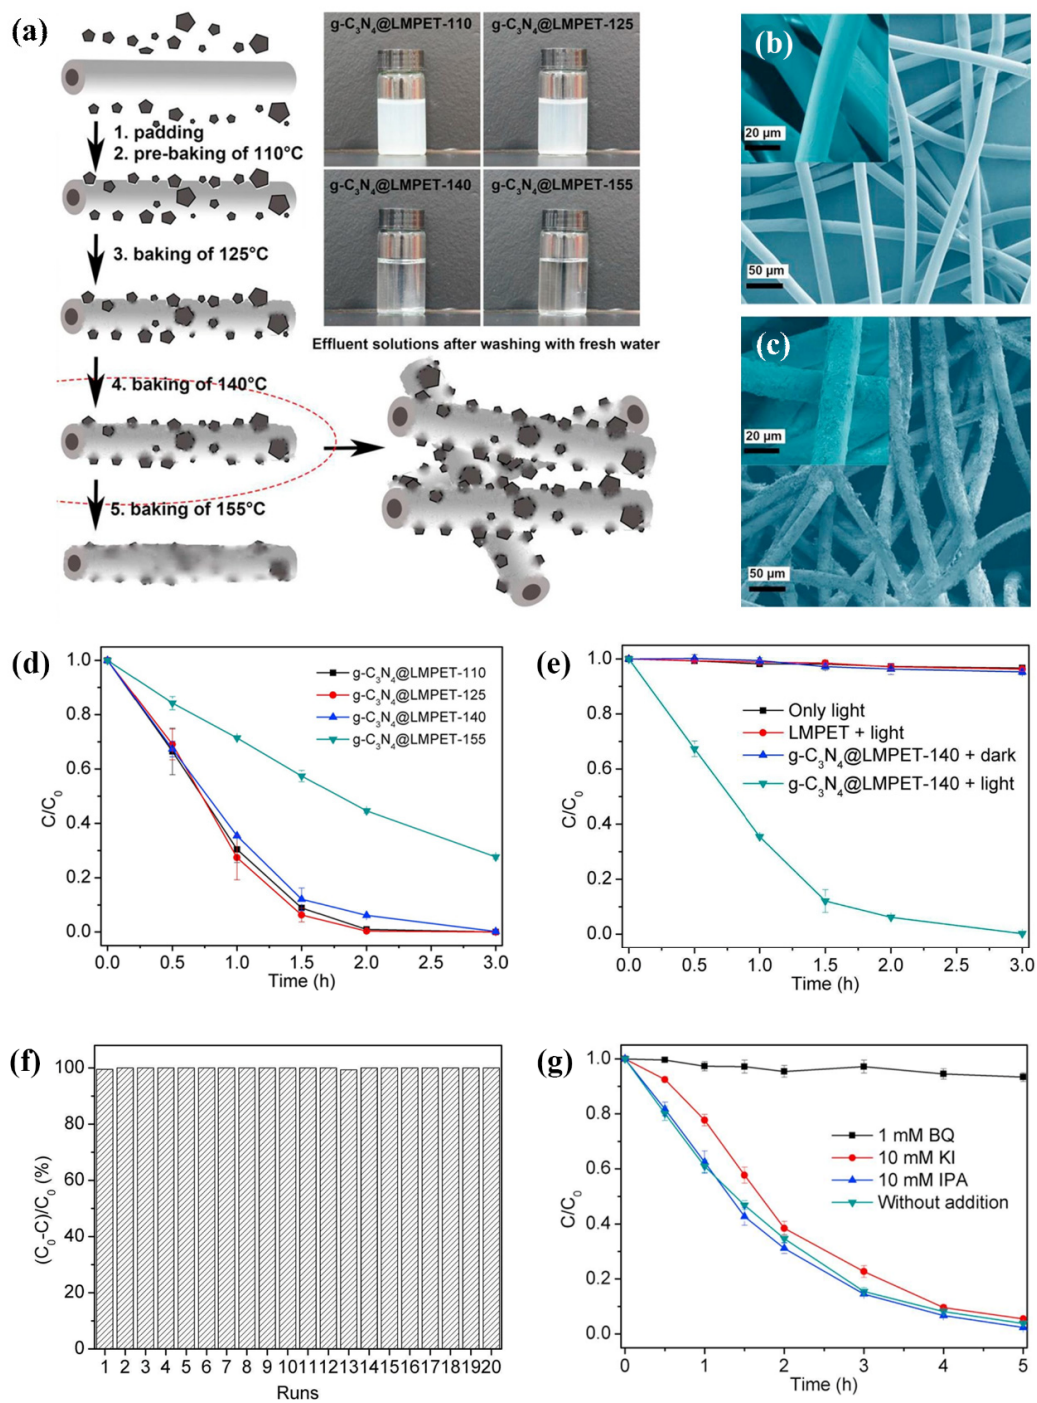 (a)
1. padding
2. pre-baking of 110°C
3. baking of 125°C
4. baking of 140°C
5. baking of 155°C
g-C₃N₄@LMPET-110
g-C₃N₄@LMPET-125
g-C₃N₄@LMPET-140
g-C₃N₄@LMPET-155
Effluent solutions after washing with fresh water
(b)
20 μm
50 μm
(c)
20 μm
50 μm
(d)
g-C₃N₄@LMPET-110
g-C₃N₄@LMPET-125
g-C₃N₄@LMPET-140
g-C₃N₄@LMPET-155
C/C₀
1.0
0.8
0.6
0.4
0.2
0.0
0.0 0.5 1.0 1.5 2.0 2.5 3.0
Time (h)
(e)
Only light
LMPET + light
g-C₃N₄@LMPET-140 + dark
g-C₃N₄@LMPET-140 + light
C/C₀
1.0
0.8
0.6
0.4
0.2
0.0
0.0 0.5 1.0 1.5 2.0 2.5 3.0
Time (h)
(f)
(C₀-C)/C₀ (%)
100
80
60
40
20
0
1 2 3 4 5 6 7 8 9 10 11 12 13 14 15 16 17 18 19 20
Runs
(g)
1 mM BQ
10 mM KI
10 mM IPA
Without addition
C/C₀
1.0
0.8
0.6
0.4
0.2
0.0
0 1 2 3 4 5
Time (h)